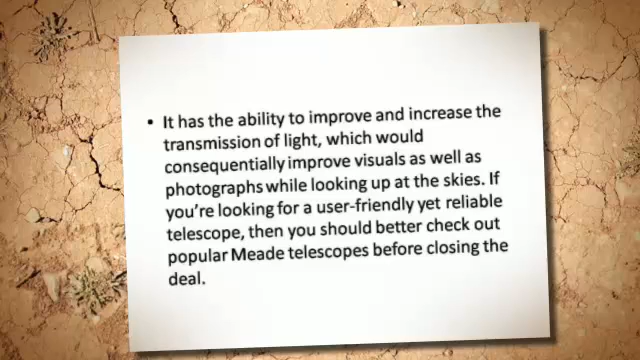 • It has the ability to improve and increase the
transmission of light, which would
consequentially improve visuals as well as
photographs while looking up at the skies. If
you're looking for a user-friendly yet reliable
telescope, then you should better check out
popular Meade telescopes before closing the
deal.